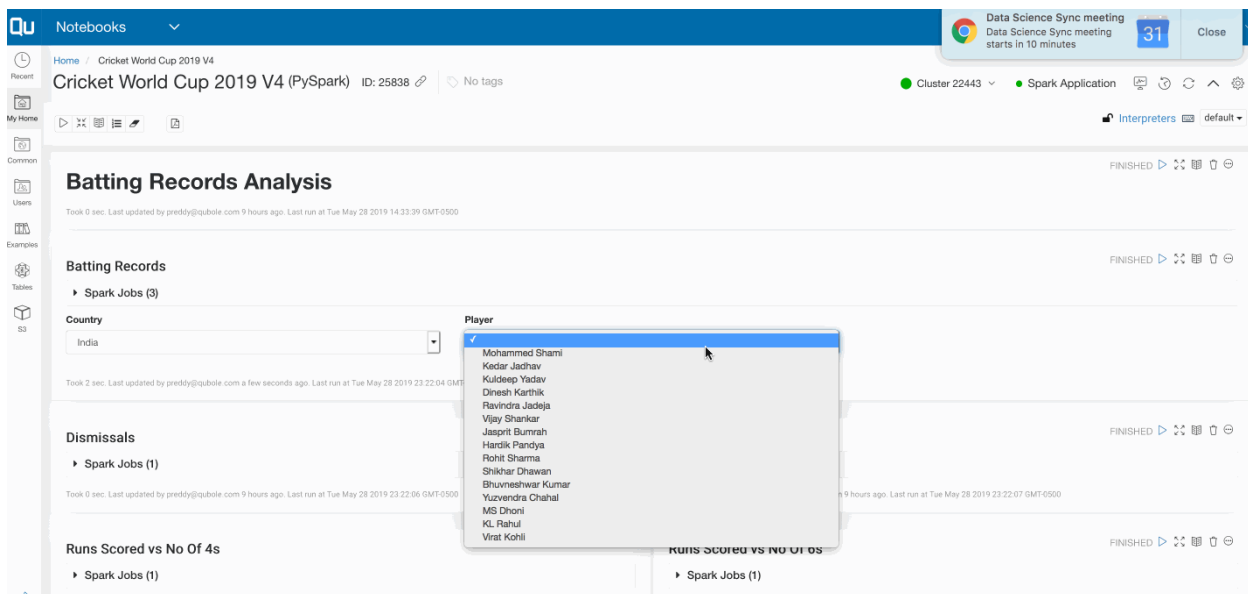 Qu
Notebooks
Data Science Sync meeting
Data Science Sync meeting
starts in 10 minutes
31
Close
Recent
My Home
Common
Users
Examples
Tables
S3
Home / Cricket World Cup 2019 V4
Cricket World Cup 2019 V4 (PySpark) ID: 25838 No tags
Cluster 22443 Spark Application
Interpreters default
FINISHED
Batting Records Analysis
Took 0 sec. Last updated by preddy@qubole.com 9 hours ago. Last run at Tue May 28 2019 14:33:39 GMT-0500
FINISHED
Batting Records
Spark Jobs (3)
Country
India
Player
Mohammed Shami
Kedar Jadhav
Kuldeep Yadav
Dinesh Karthik
Ravindra Jadeja
Vijay Shankar
Jasprit Bumrah
Hardik Pandya
Rohit Sharma
Shikhar Dhawan
Bhuvneshwar Kumar
Yuzvendra Chahal
MS Dhoni
KL Rahul
Virat Kohli
Took 2 sec. Last updated by preddy@qubole.com a few seconds ago. Last run at Tue May 28 2019 23:22:04 GMT
FINISHED
Dismissals
Spark Jobs (1)
Took 0 sec. Last updated by preddy@qubole.com 9 hours ago. Last run at Tue May 28 2019 23:22:06 GMT-0500
9 hours ago. Last run at Tue May 28 2019 23:22:07 GMT-0500
Runs Scored vs No Of 4s
Spark Jobs (1)
FINISHED
Runs Scored vs No Of 6s
Spark Jobs (1)